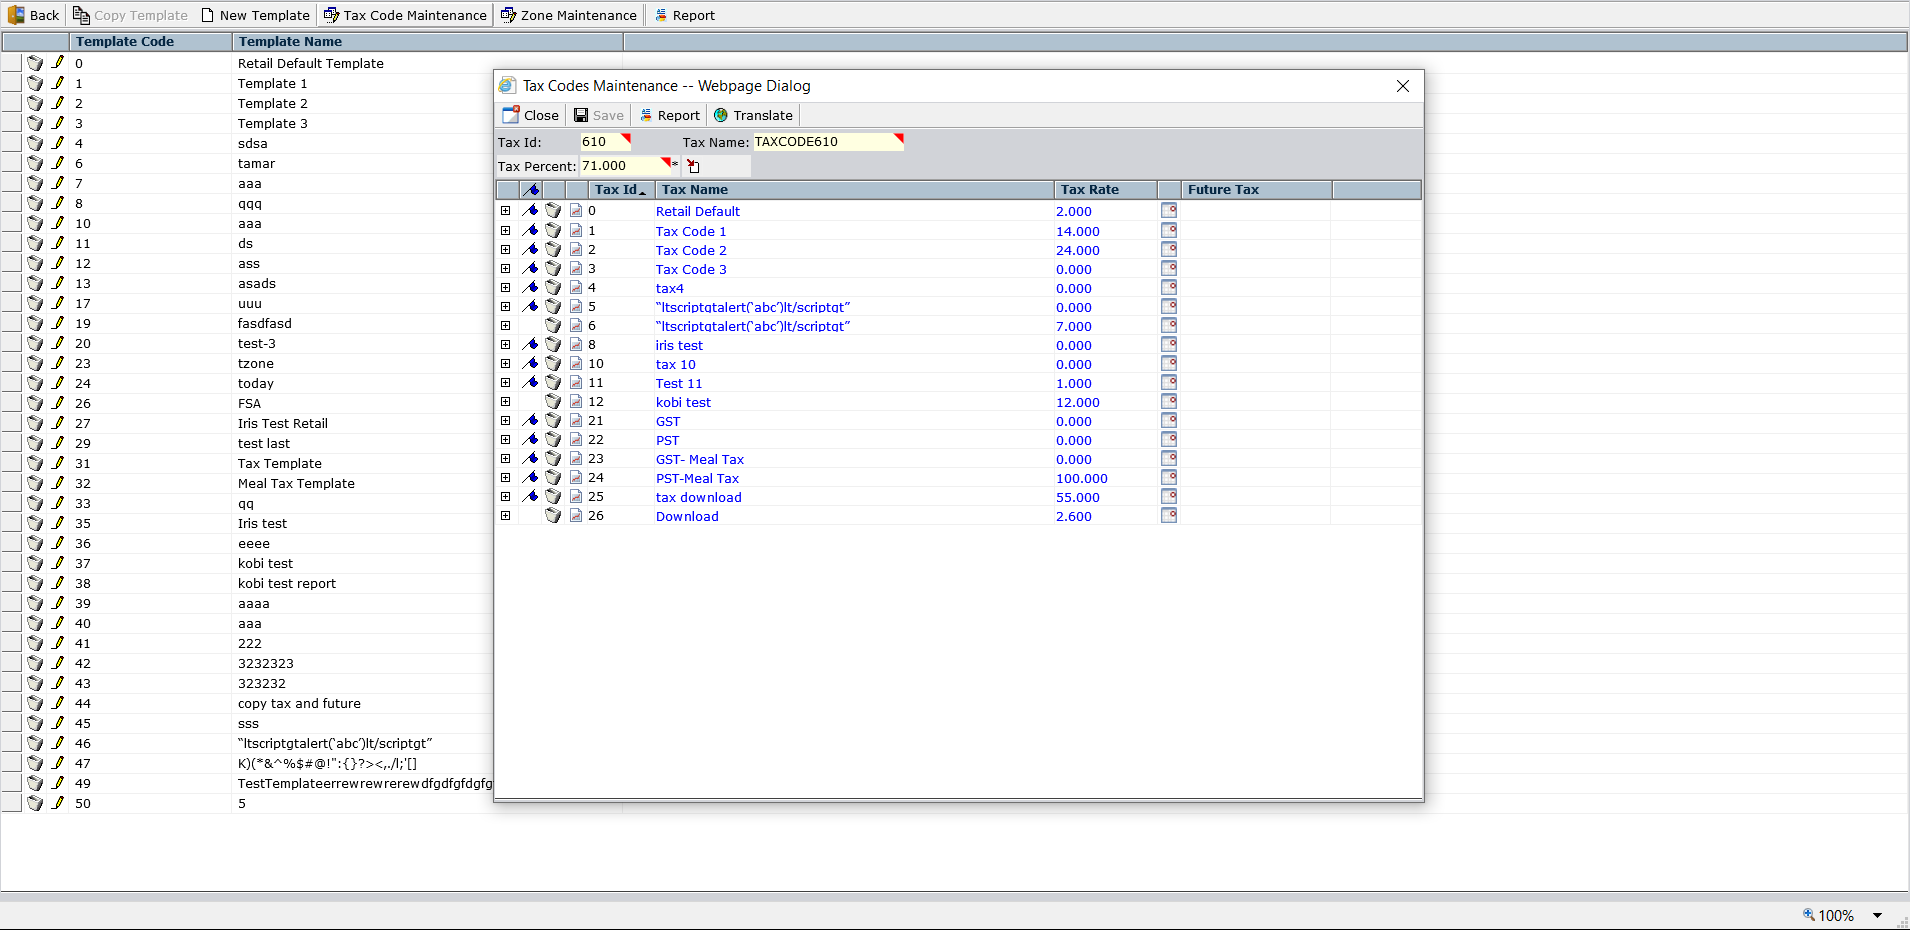 Back Copy Template New Template Tax Code Maintenance Zone Maintenance Report
Template Code Template Name
0 Retail Default Template
1 Template 1
2 Template 2
3 Template 3
4 sdsa
6 tamar
7 aaa
8 qqq
10 aaa
11 ds
12 ass
13 asads
17 uuu
19 fasdfasd
20 test-3
23 tzone
24 today
26 FSA
27 Iris Test Retail
29 test last
31 Tax Template
32 Meal Tax Template
33 qq
35 Iris test
36 eeee
37 kobi test
38 kobi test report
39 aaaa
40 aaa
41 222
42 3232323
43 323232
44 copy tax and future
45 sss
46 “ltscriptgtalert(‘abc’)lt/scriptgt”
47 K)(*&^%$#@!":{}?><,./l;'[]
49 TestTemplateerrewrewrerewdfgdfgfdgfg
50 5
Tax Codes Maintenance -- Webpage Dialog
Close Save Report Translate
Tax Id: 610 Tax Name: TAXCODE610
Tax Percent: 71.000 *
Tax Id Tax Name Tax Rate Future Tax
0 Retail Default 2.000
1 Tax Code 1 14.000
2 Tax Code 2 24.000
3 Tax Code 3 0.000
4 tax4 0.000
5 “ltscriptgtalert(‘abc’)lt/scriptgt” 0.000
6 “ltscriptgtalert(‘abc’)lt/scriptgt” 7.000
8 iris test 0.000
10 tax 10 0.000
11 Test 11 1.000
12 kobi test 12.000
21 GST 0.000
22 PST 0.000
23 GST- Meal Tax 0.000
24 PST-Meal Tax 100.000
25 tax download 55.000
26 Download 2.600
100%